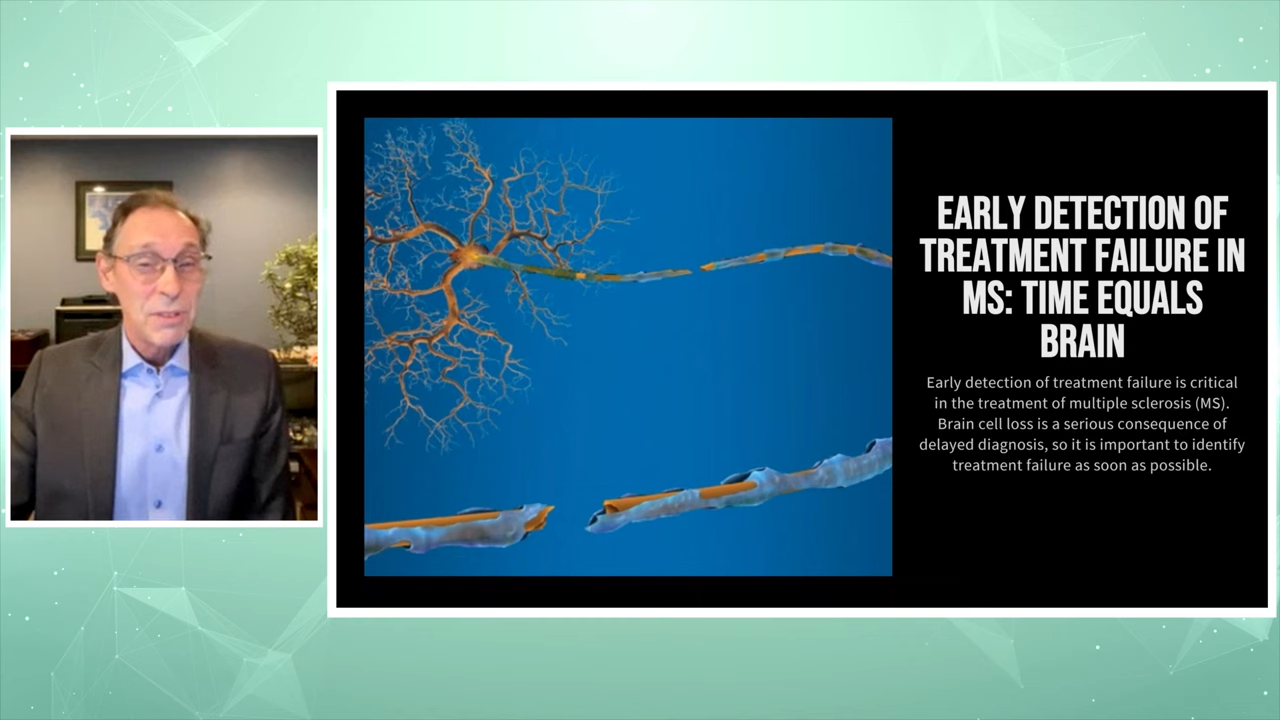 EARLY DETECTION OF
TREATMENT FAILURE IN
MS: TIME EQUALS
BRAIN
Early detection of treatment failure is critical
in the treatment of multiple sclerosis (MS).
Brain cell loss is a serious consequence of
delayed diagnosis, so it is important to identify
treatment failure as soon as possible.